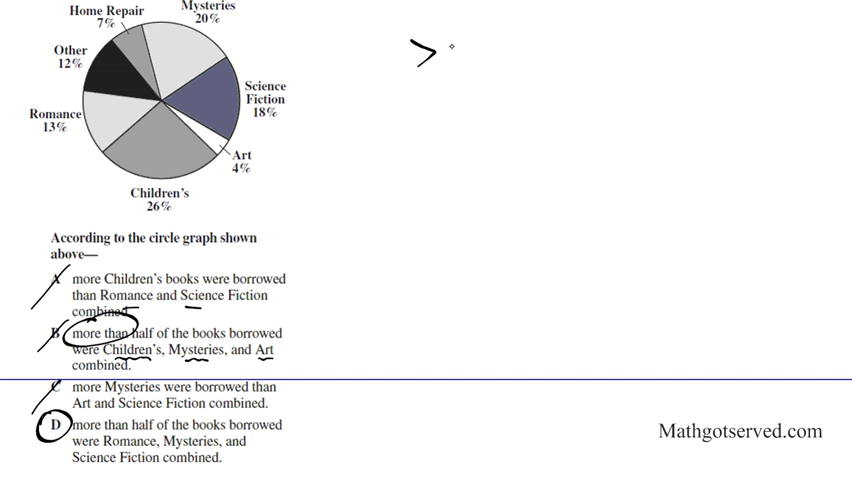 Home Repair
7%
Mysteries
20%
Other
12%
Science
Fiction
18%
Romance
13%
Art
4%
Children's
26%
According to the circle graph shown
above—
A more Children's books were borrowed
than Romance and Science Fiction
combined.
B more than half of the books borrowed
were Children's, Mysteries, and Art
combined.
C more Mysteries were borrowed than
Art and Science Fiction combined.
D more than half of the books borrowed
were Romance, Mysteries, and
Science Fiction combined.
>
Mathgotserved.com